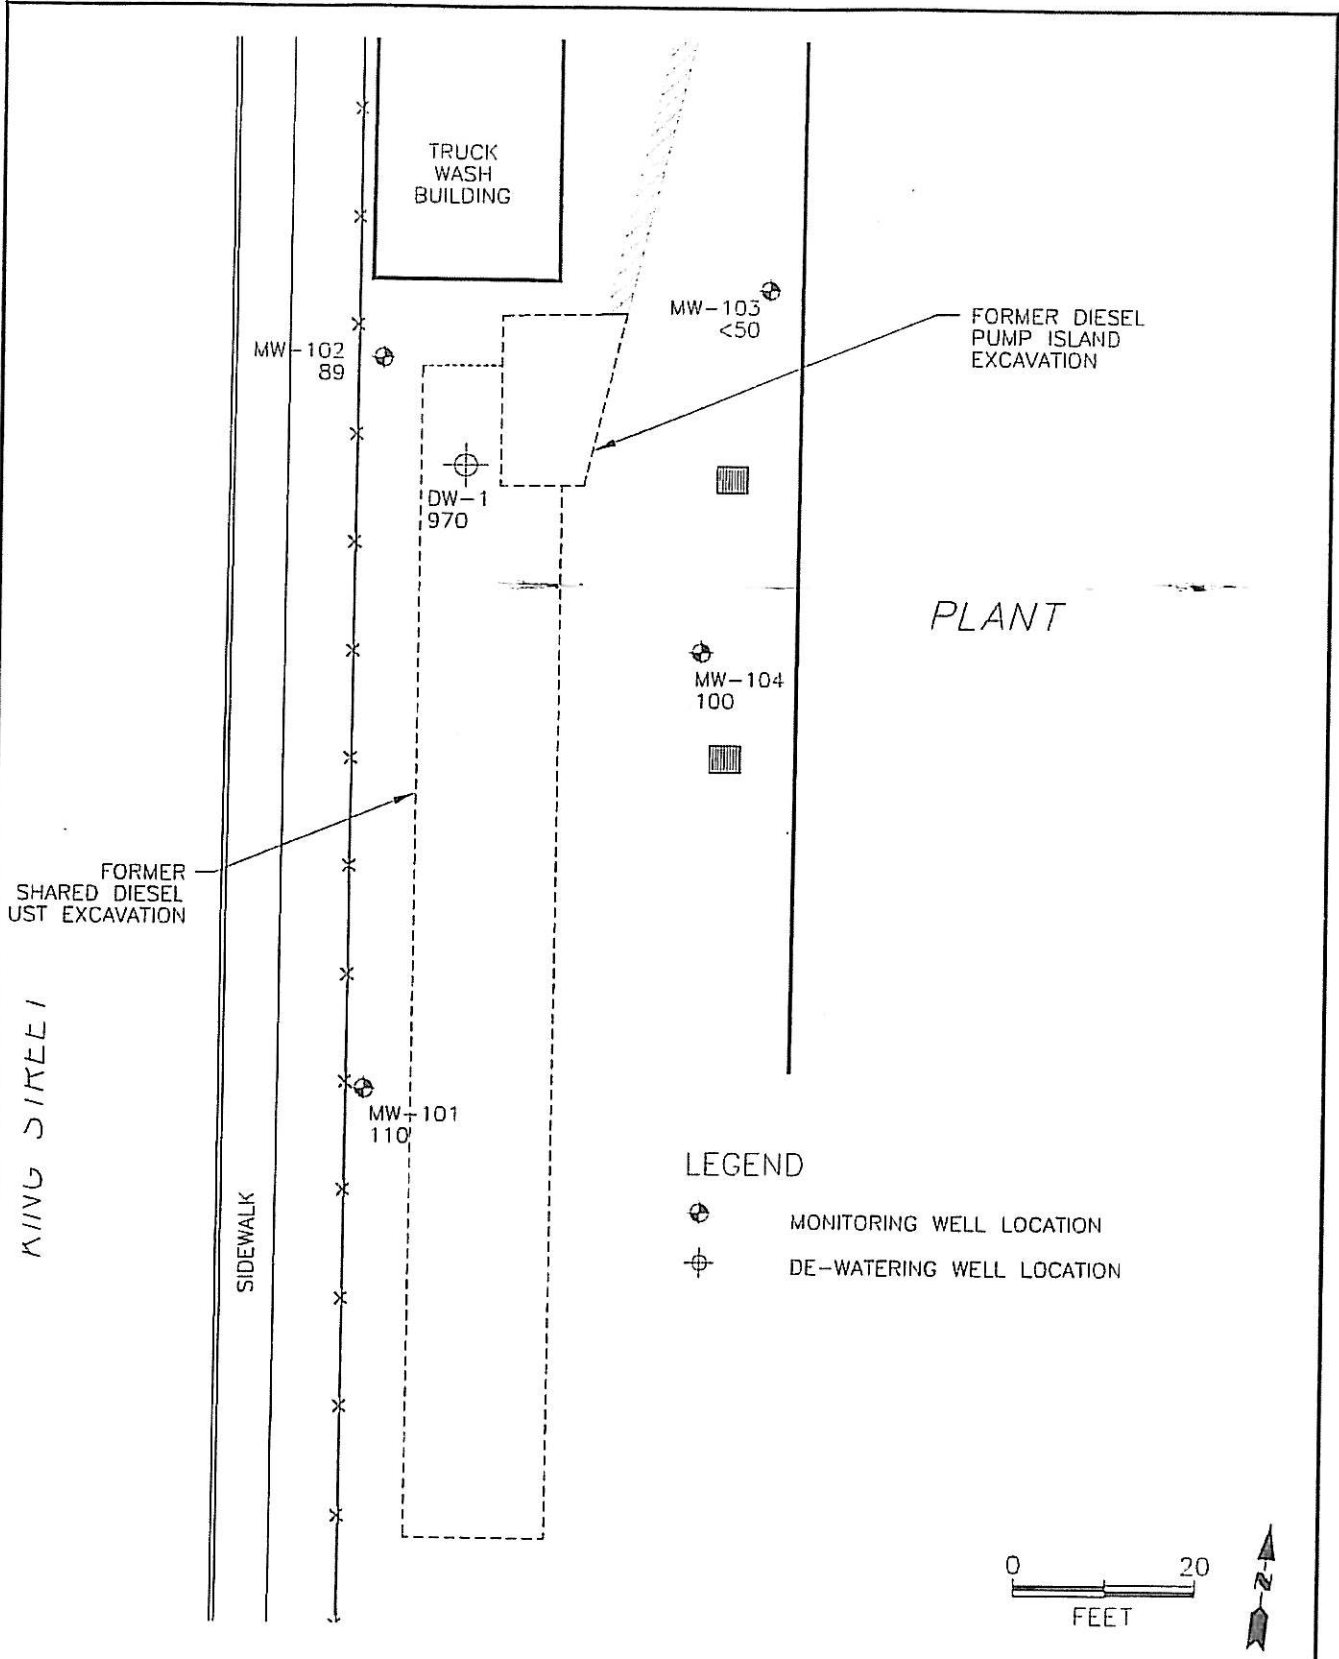 TRUCK
WASH
BUILDING
MW-103
<50
FORMER DIESEL
PUMP ISLAND
EXCAVATION
MW-102
89
DW-1
970
PLANT
MW-104
100
FORMER
SHARED DIESEL
UST EXCAVATION
KING STREET
MW-101
110
SIDEWALK
LEGEND
MONITORING WELL LOCATION
DE-WATERING WELL LOCATION
0 20
FEET
N